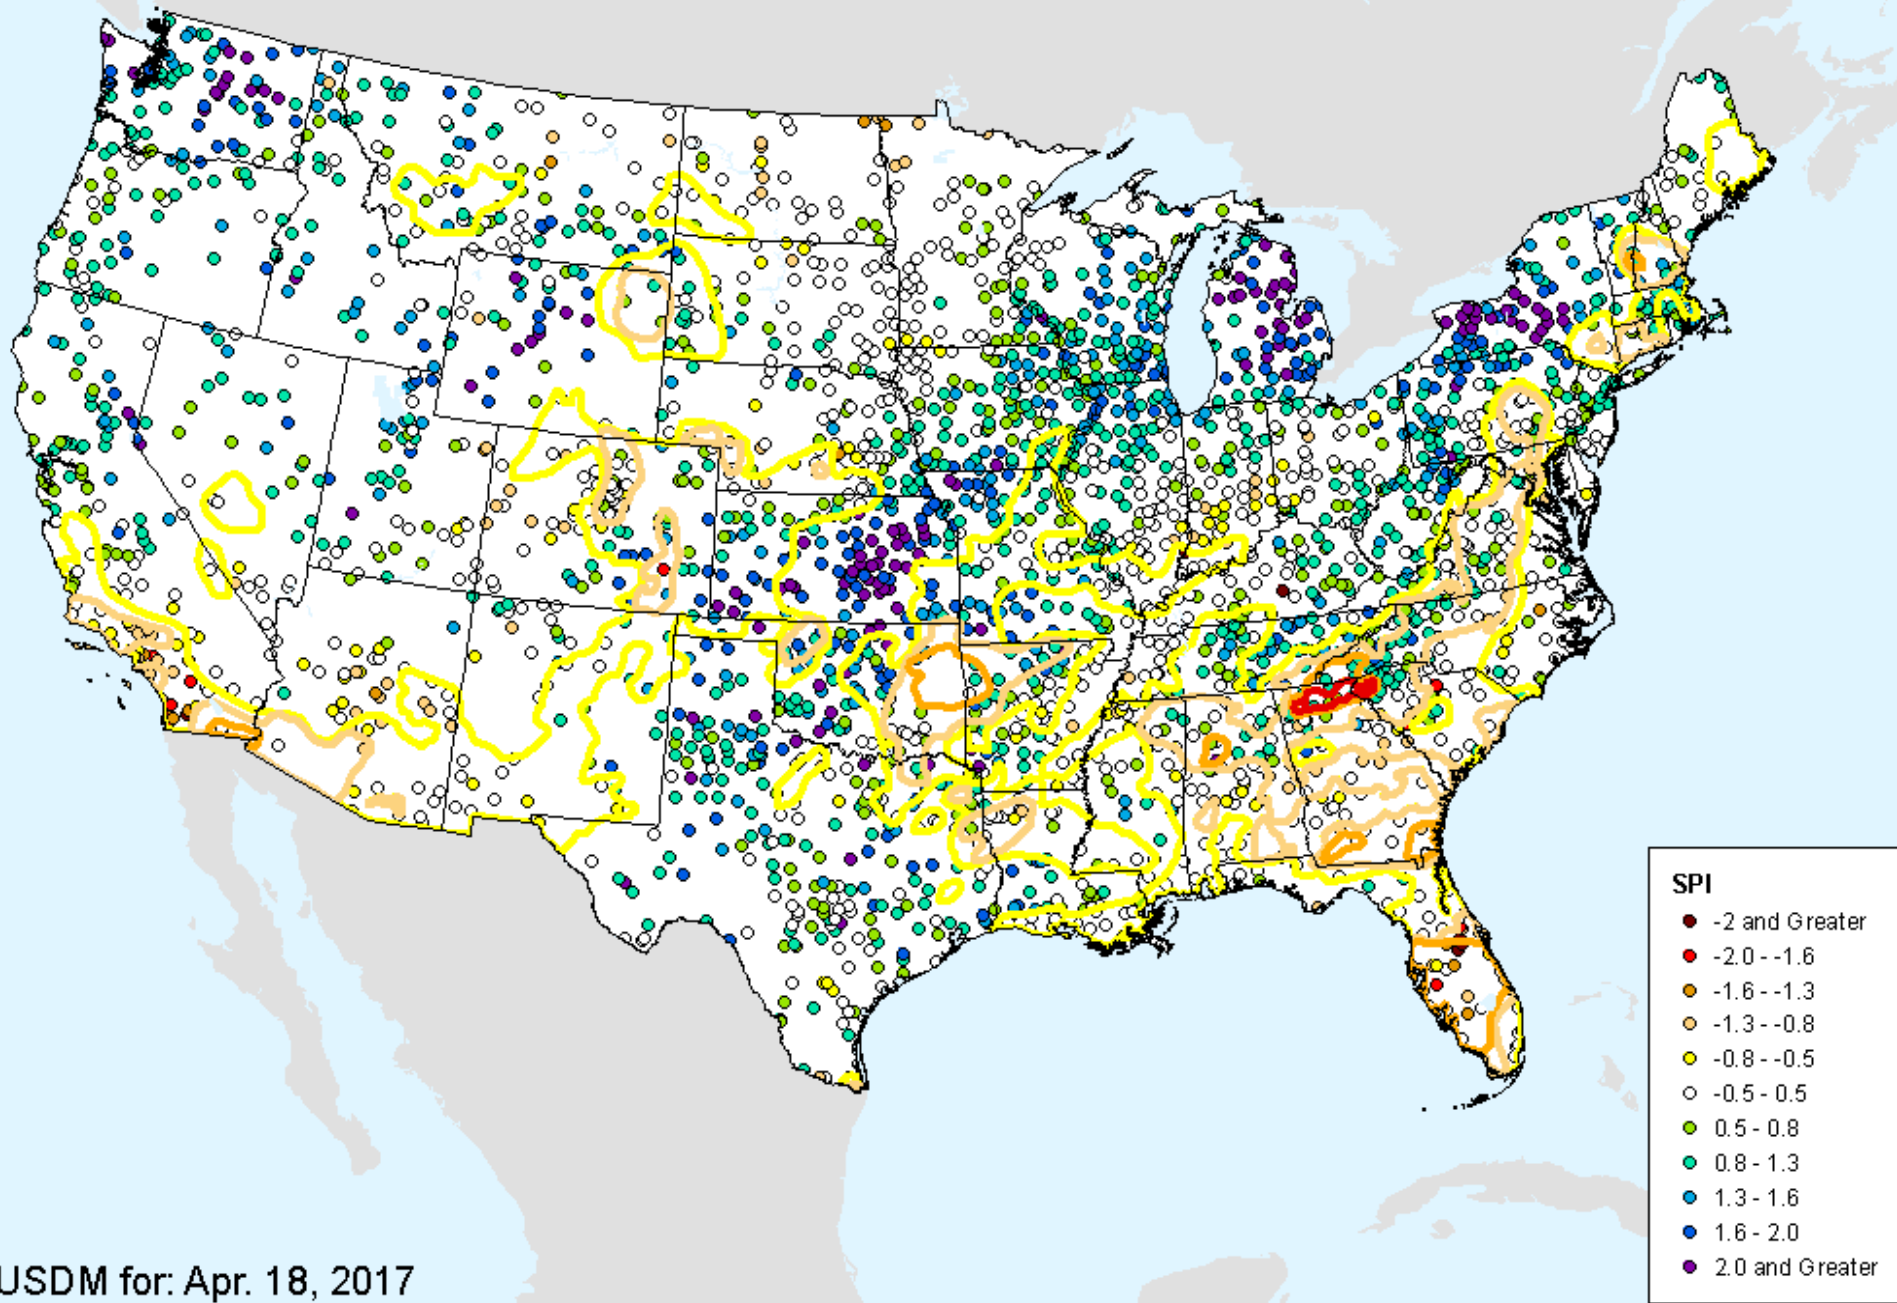 SPI
-2 and Greater
-2.0 - -1.6
-1.6 - -1.3
-1.3 - -0.8
-0.8 - -0.5
-0.5 - 0.5
0.5 - 0.8
0.8 - 1.3
1.3 - 1.6
1.6 - 2.0
2.0 and Greater
USDM for: Apr. 18, 2017